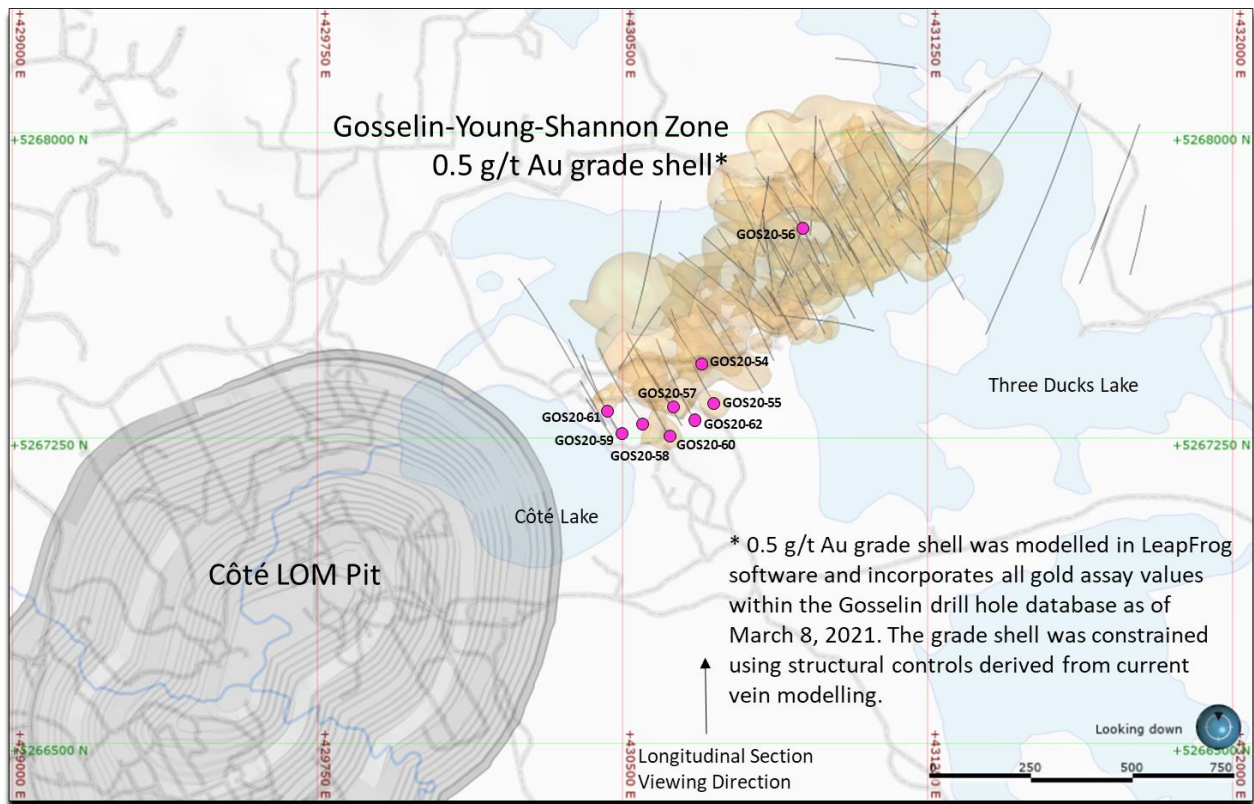 +429000 E
+429750 E
+430500 E
+431250 E
+432000 E
Gosselin-Young-Shannon Zone
0.5 g/t Au grade shell*
+5268000 N
+5268000 N
GOS20-56
GOS20-54
GOS20-57
GOS20-55
GOS20-61
GOS20-62
GOS20-59
GOS20-60
GOS20-58
Three Ducks Lake
+5267250 N
+5267250 N
Côté Lake
Côté LOM Pit
* 0.5 g/t Au grade shell was modelled in LeapFrog
software and incorporates all gold assay values
within the Gosselin drill hole database as of
March 8, 2021. The grade shell was constrained
using structural controls derived from current
vein modelling.
Looking down
+5266500 N
+5266500 N
Longitudinal Section
Viewing Direction
250
500
750
+429000 E
+429750 E
+430500 E